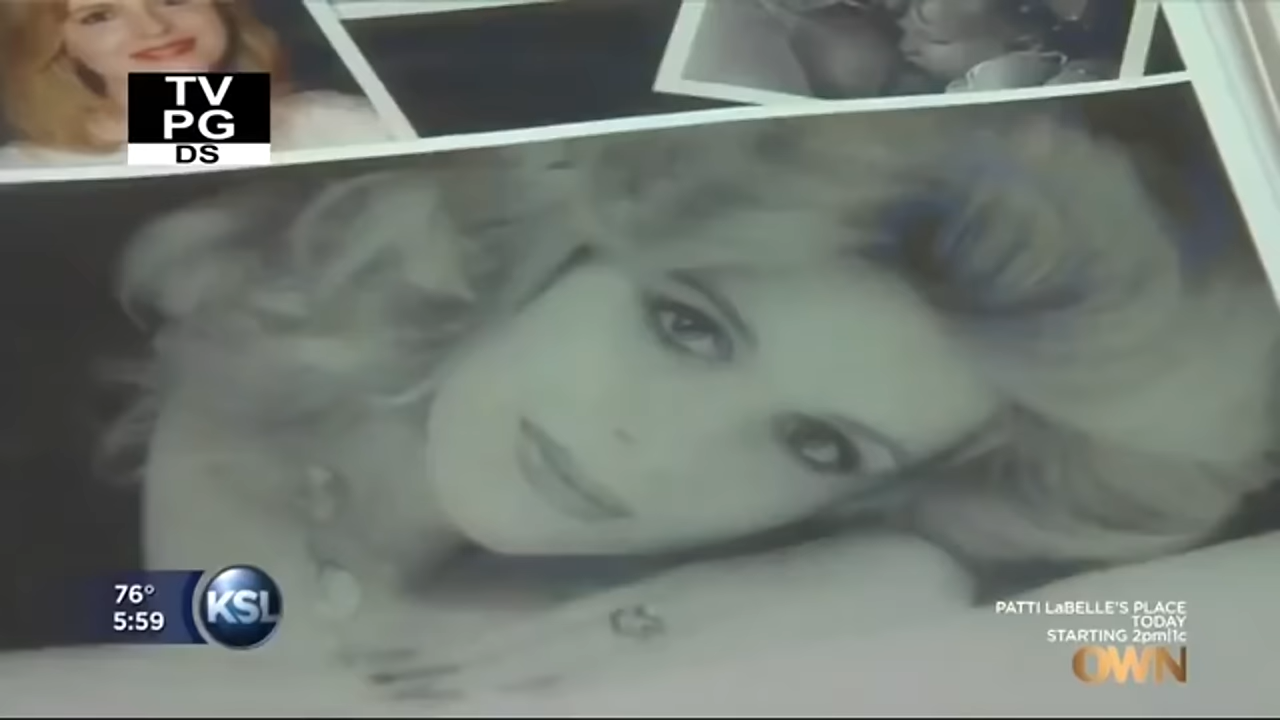 TV
PG
DS
76°
5:59
KSL
PATTI LaBELLE'S PLACE
TODAY
STARTING 2pm|1c
OWN